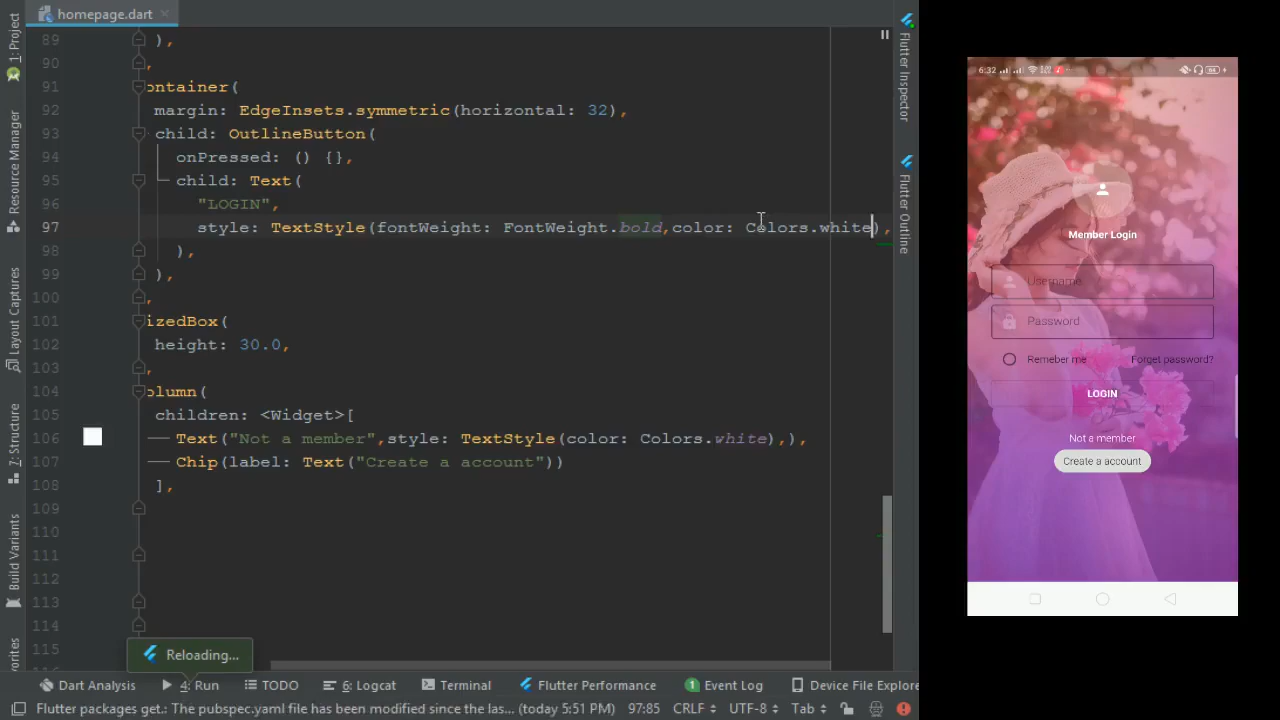 homepage.dart
1: Project
Resource Manager
Layout Captures
7: Structure
Build Variants
vorites
89 ),
90 ,
91 ontainer(
92 margin: EdgeInsets.symmetric(horizontal: 32),
93 child: OutlineButton(
94 onPressed: () {},
95 child: Text(
96 "LOGIN",
97 style: TextStyle(fontWeight: FontWeight.bold,color: Colors.white),
98 ),
99 ),
100 ,
101 izedBox(
102 height: 30.0,
103 ,
104 olumn(
105 children: <Widget>[
106 Text("Not a member",style: TextStyle(color: Colors.white),),
107 Chip(label: Text("Create a account"))
108 ],
109
110
111
112
113
114
115
Reloading...
Flutter Inspector
Flutter Outline
Dart Analysis 4: Run TODO 6: Logcat Terminal Flutter Performance 1 Event Log Device File Explore
Flutter packages get.: The pubspec.yaml file has been modified since the las... (today 5:51 PM) 97:85 CRLF UTF-8 Tab
6:32
Member Login
Username
Password
Remeber me Forget password?
LOGIN
Not a member
Create a account